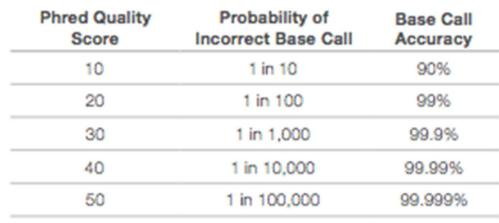 Phred Quality Score	Probability of Incorrect Base Call	Base Call Accuracy
10	1 in 10	90%
20	1 in 100	99%
30	1 in 1,000	99.9%
40	1 in 10,000	99.99%
50	1 in 100,000	99.999%